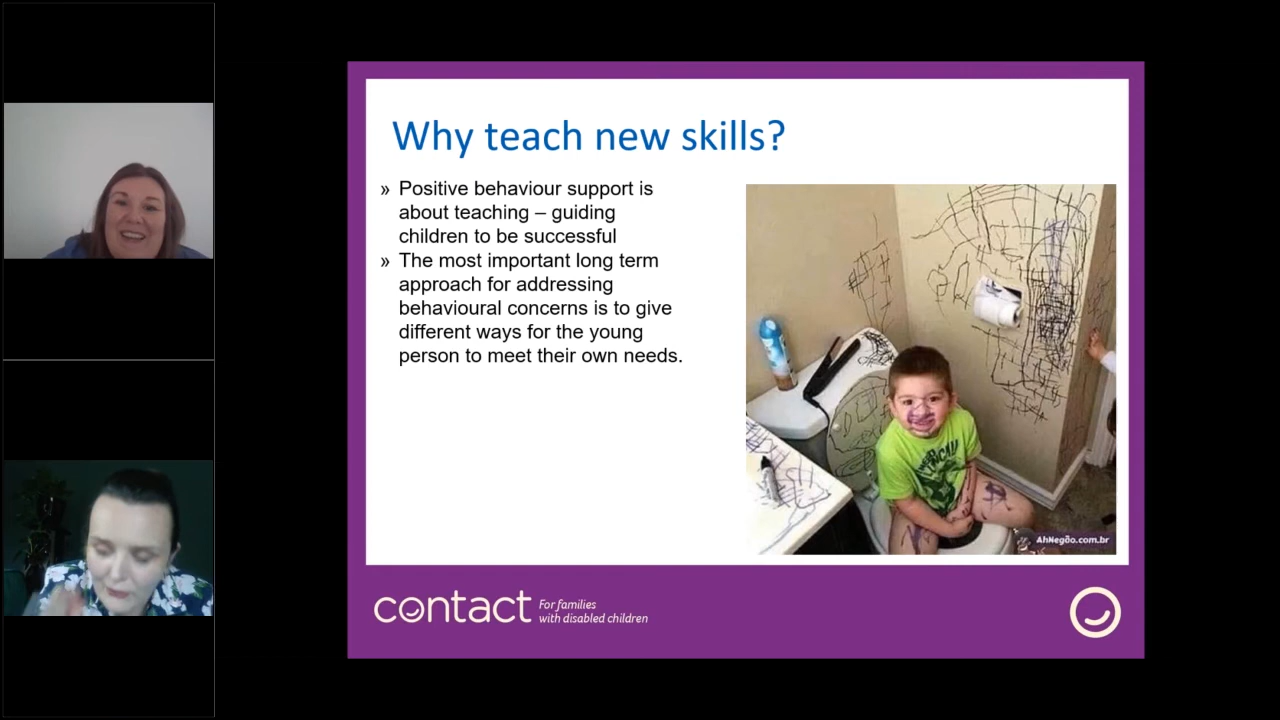 Why teach new skills?
» Positive behaviour support is
about teaching – guiding
children to be successful
» The most important long term
approach for addressing
behavioural concerns is to give
different ways for the young
person to meet their own needs.
AhNegão.com.br
contact
For families
with disabled children